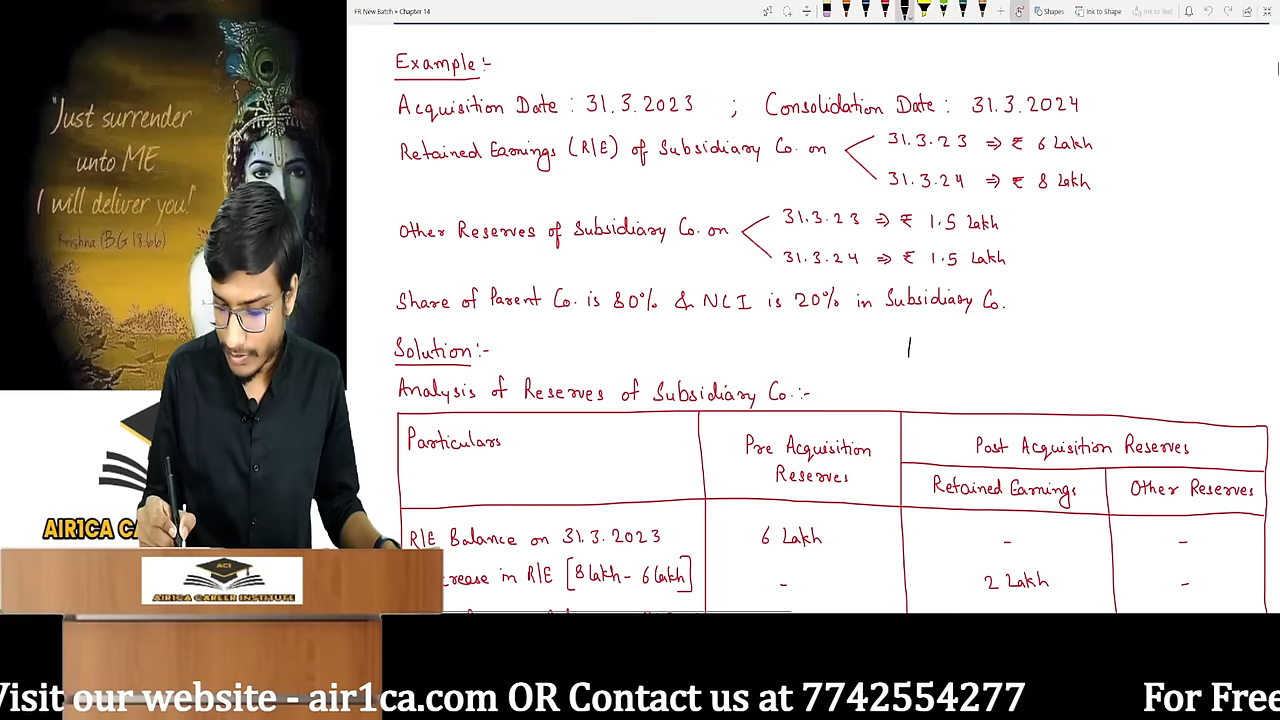 FR New Batch » Chapter 14
Shapes
Ink to Shape
Ink to Text
"Just surrender
unto ME
I will deliver you!"
- Krishna (B.G 18:66)
Example:-
Acquisition Date : 31.3.2023 ; Consolidation Date : 31.3.2024
Retained Earnings (R/E) of Subsidiary Co. on
31.3.23 ⇒ ₹ 6 Lakh
31.3.24 ⇒ ₹ 8 Lakh
Other Reserves of Subsidiary Co. on
31.3.23 ⇒ ₹ 1.5 Lakh
31.3.24 ⇒ ₹ 1.5 Lakh
Share of Parent Co. is 80% & NCI is 20% in Subsidiary Co.
Solution:-
Analysis of Reserves of Subsidiary Co.:-
Particulars
Pre Acquisition
Reserves
Post Acquisition Reserves
Retained Earnings
Other Reserves
R/E Balance on 31.3.2023
6 Lakh
-
-
crease in R/E [8 Lakh - 6 Lakh]
-
2 Lakh
-
AIR1CA CA
ACI
AIR1CA CAREER INSTITUTE
Visit our website - air1ca.com OR Contact us at 7742554277
For Free